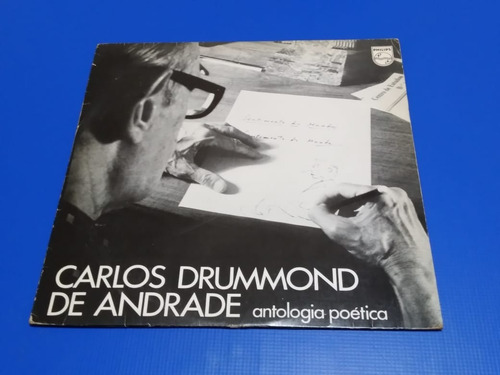 PHILIPS
CARLOS DRUMMOND
DE ANDRADE antologia poética